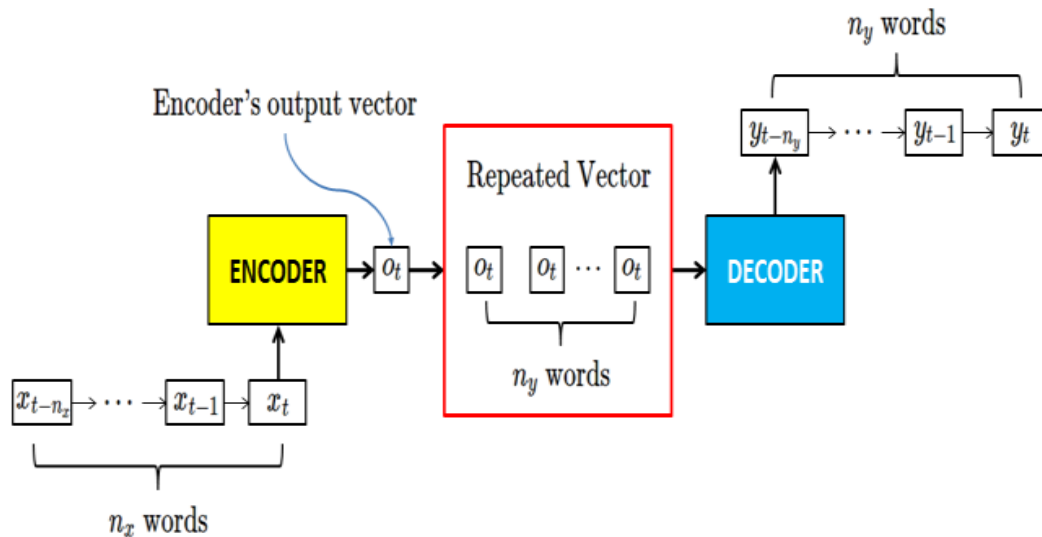 n_y words
Encoder's output vector
y_{t-n_y} → ⋯ → y_{t-1} → y_t
Repeated Vector
ENCODER
o_t
o_t o_t ⋯ o_t
DECODER
n_y words
x_{t-n_x} → ⋯ → x_{t-1} → x_t
n_x words